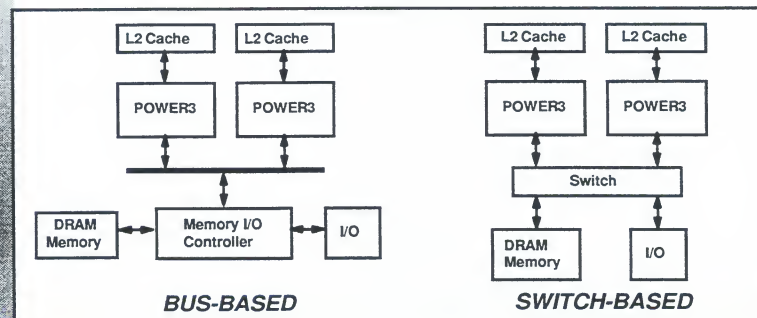 L2 Cache
L2 Cache
POWER3
POWER3
DRAM
Memory
Memory I/O
Controller
I/O
BUS-BASED
L2 Cache
L2 Cache
POWER3
POWER3
Switch
DRAM
Memory
I/O
SWITCH-BASED